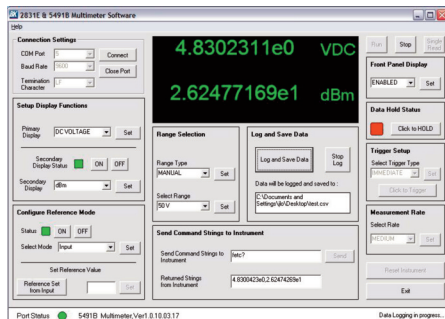 2831E & 5491B Multimeter Software
Help
Connection Settings
COM Port 5 Connect
Baud Rate 9600 Close Port
Termination Character LF
4.8302311e0 VDC
2.62477169e1 dBm
Run Stop Single Read
Front Panel Display
ENABLED Set
Data Hold Status
Click to HOLD
Setup Display Functions
Primary Display DC VOLTAGE Set
Secondary Display Status ON OFF
Secondary Display dBm Set
Range Selection
Range Type
MANUAL Set
Select Range
50 V Set
Log and Save Data
Log and Save Data Stop Log
Data will be logged and saved to :
C:\Documents and
Settings\jlo\Desktop\test.csv
Trigger Setup
Select Trigger Type
IMMEDIATE Set
Click to Trigger
Configure Reference Mode
Status ON OFF
Select Mode Input Set
Set Reference Value
Reference Set from Input Set
Send Command Strings to Instrument
Send Command Strings to Instrument fetc? Send
Returned Strings from Instrument 4.8300423e0,2.62474269e1
Measurement Rate
Select Rate
MEDIUM Set
Reset Instrument
Exit
Port Status 5491B Multimeter,Ver1.0.10.03.17 Data Logging in progress...